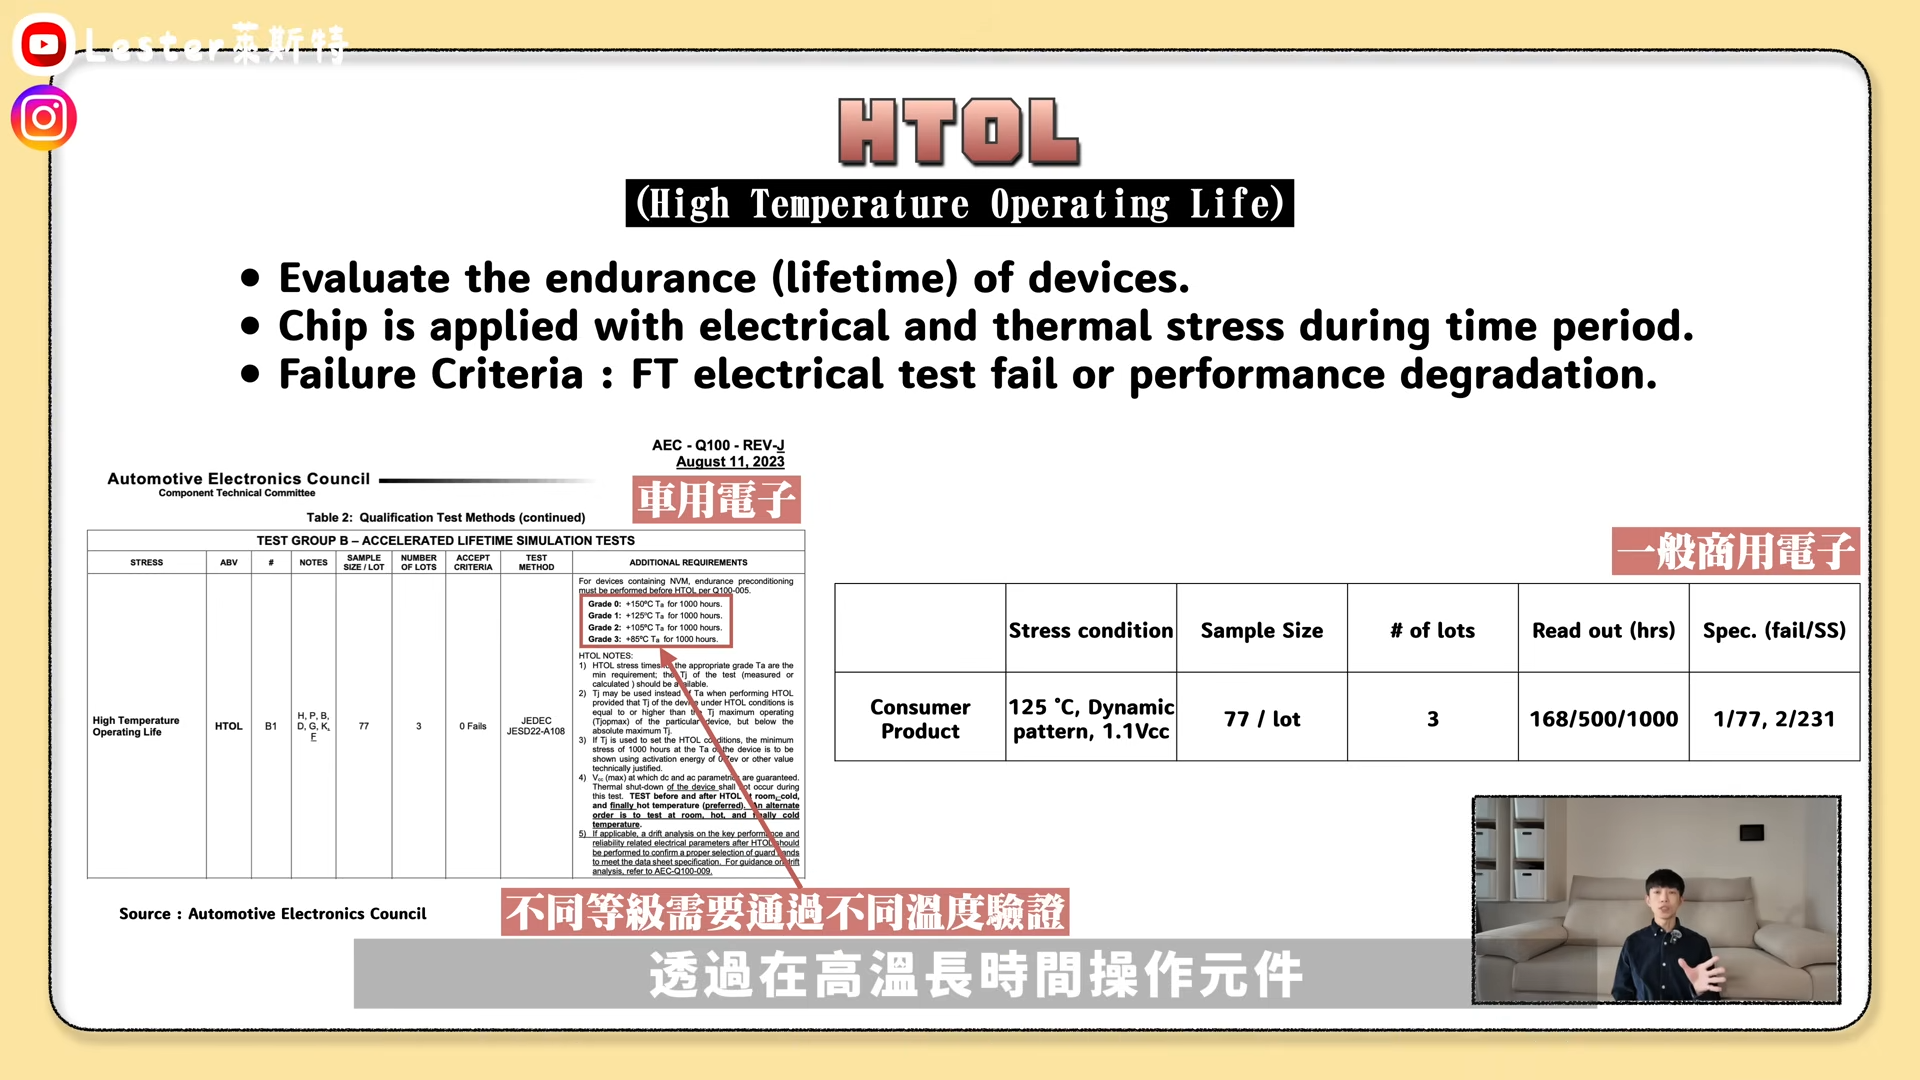 Lester萊斯特
HTOL
(High Temperature Operating Life)
• Evaluate the endurance (lifetime) of devices.
• Chip is applied with electrical and thermal stress during time period.
• Failure Criteria : FT electrical test fail or performance degradation.
AEC - Q100 - REV-J
August 11, 2023
Automotive Electronics Council
Component Technical Committee
車用電子
Table 2: Qualification Test Methods (continued)
TEST GROUP B – ACCELERATED LIFETIME SIMULATION TESTS
STRESS ABV # NOTES SAMPLE SIZE / LOT NUMBER OF LOTS ACCEPT CRITERIA TEST METHOD ADDITIONAL REQUIREMENTS
High Temperature Operating Life HTOL B1 H, P, B, D, G, K, F 77 3 0 Fails JEDEC JESD22-A108
For devices containing NVM, endurance preconditioning
must be performed before HTOL per Q100-005.
Grade 0: +150ºC Ta for 1000 hours.
Grade 1: +125ºC Ta for 1000 hours.
Grade 2: +105ºC Ta for 1000 hours.
Grade 3: +85ºC Ta for 1000 hours.
HTOL NOTES:
1) HTOL stress times the appropriate grade Ta are the
min requirement; the Tj of the test (measured or
calculated ) should be available.
2) Tj may be used instead of Ta when performing HTOL
provided that Tj of the device under HTOL conditions is
equal to or higher than the Tj maximum operating
(Tjopmax) of the particular device, but below the
absolute maximum Tj.
3) If Tj is used to set the HTOL conditions, the minimum
stress of 1000 hours at the Ta of the device is to be
shown using activation energy of ev or other value
technically justified.
4) Vcc (max) at which dc and ac parametrics are guaranteed.
Thermal shut-down of the device shall not occur during
this test. TEST before and after HTOL at room, cold,
and finally hot temperature (preferred). An alternate
order is to test at room, hot, and finally cold
temperature.
5) If applicable, a drift analysis on the key performance and
reliability related electrical parameters after HTOL should
be performed to confirm a proper selection of guard bands
to meet the data sheet specification. For guidance on drift
analysis, refer to AEC-Q100-009.
Source : Automotive Electronics Council
不同等級需要通過不同溫度驗證
一般商用電子
Stress condition Sample Size # of lots Read out (hrs) Spec. (fail/SS)
Consumer Product 125 ˚C, Dynamic pattern, 1.1Vcc 77 / lot 3 168/500/1000 1/77, 2/231
透過在高溫長時間操作元件